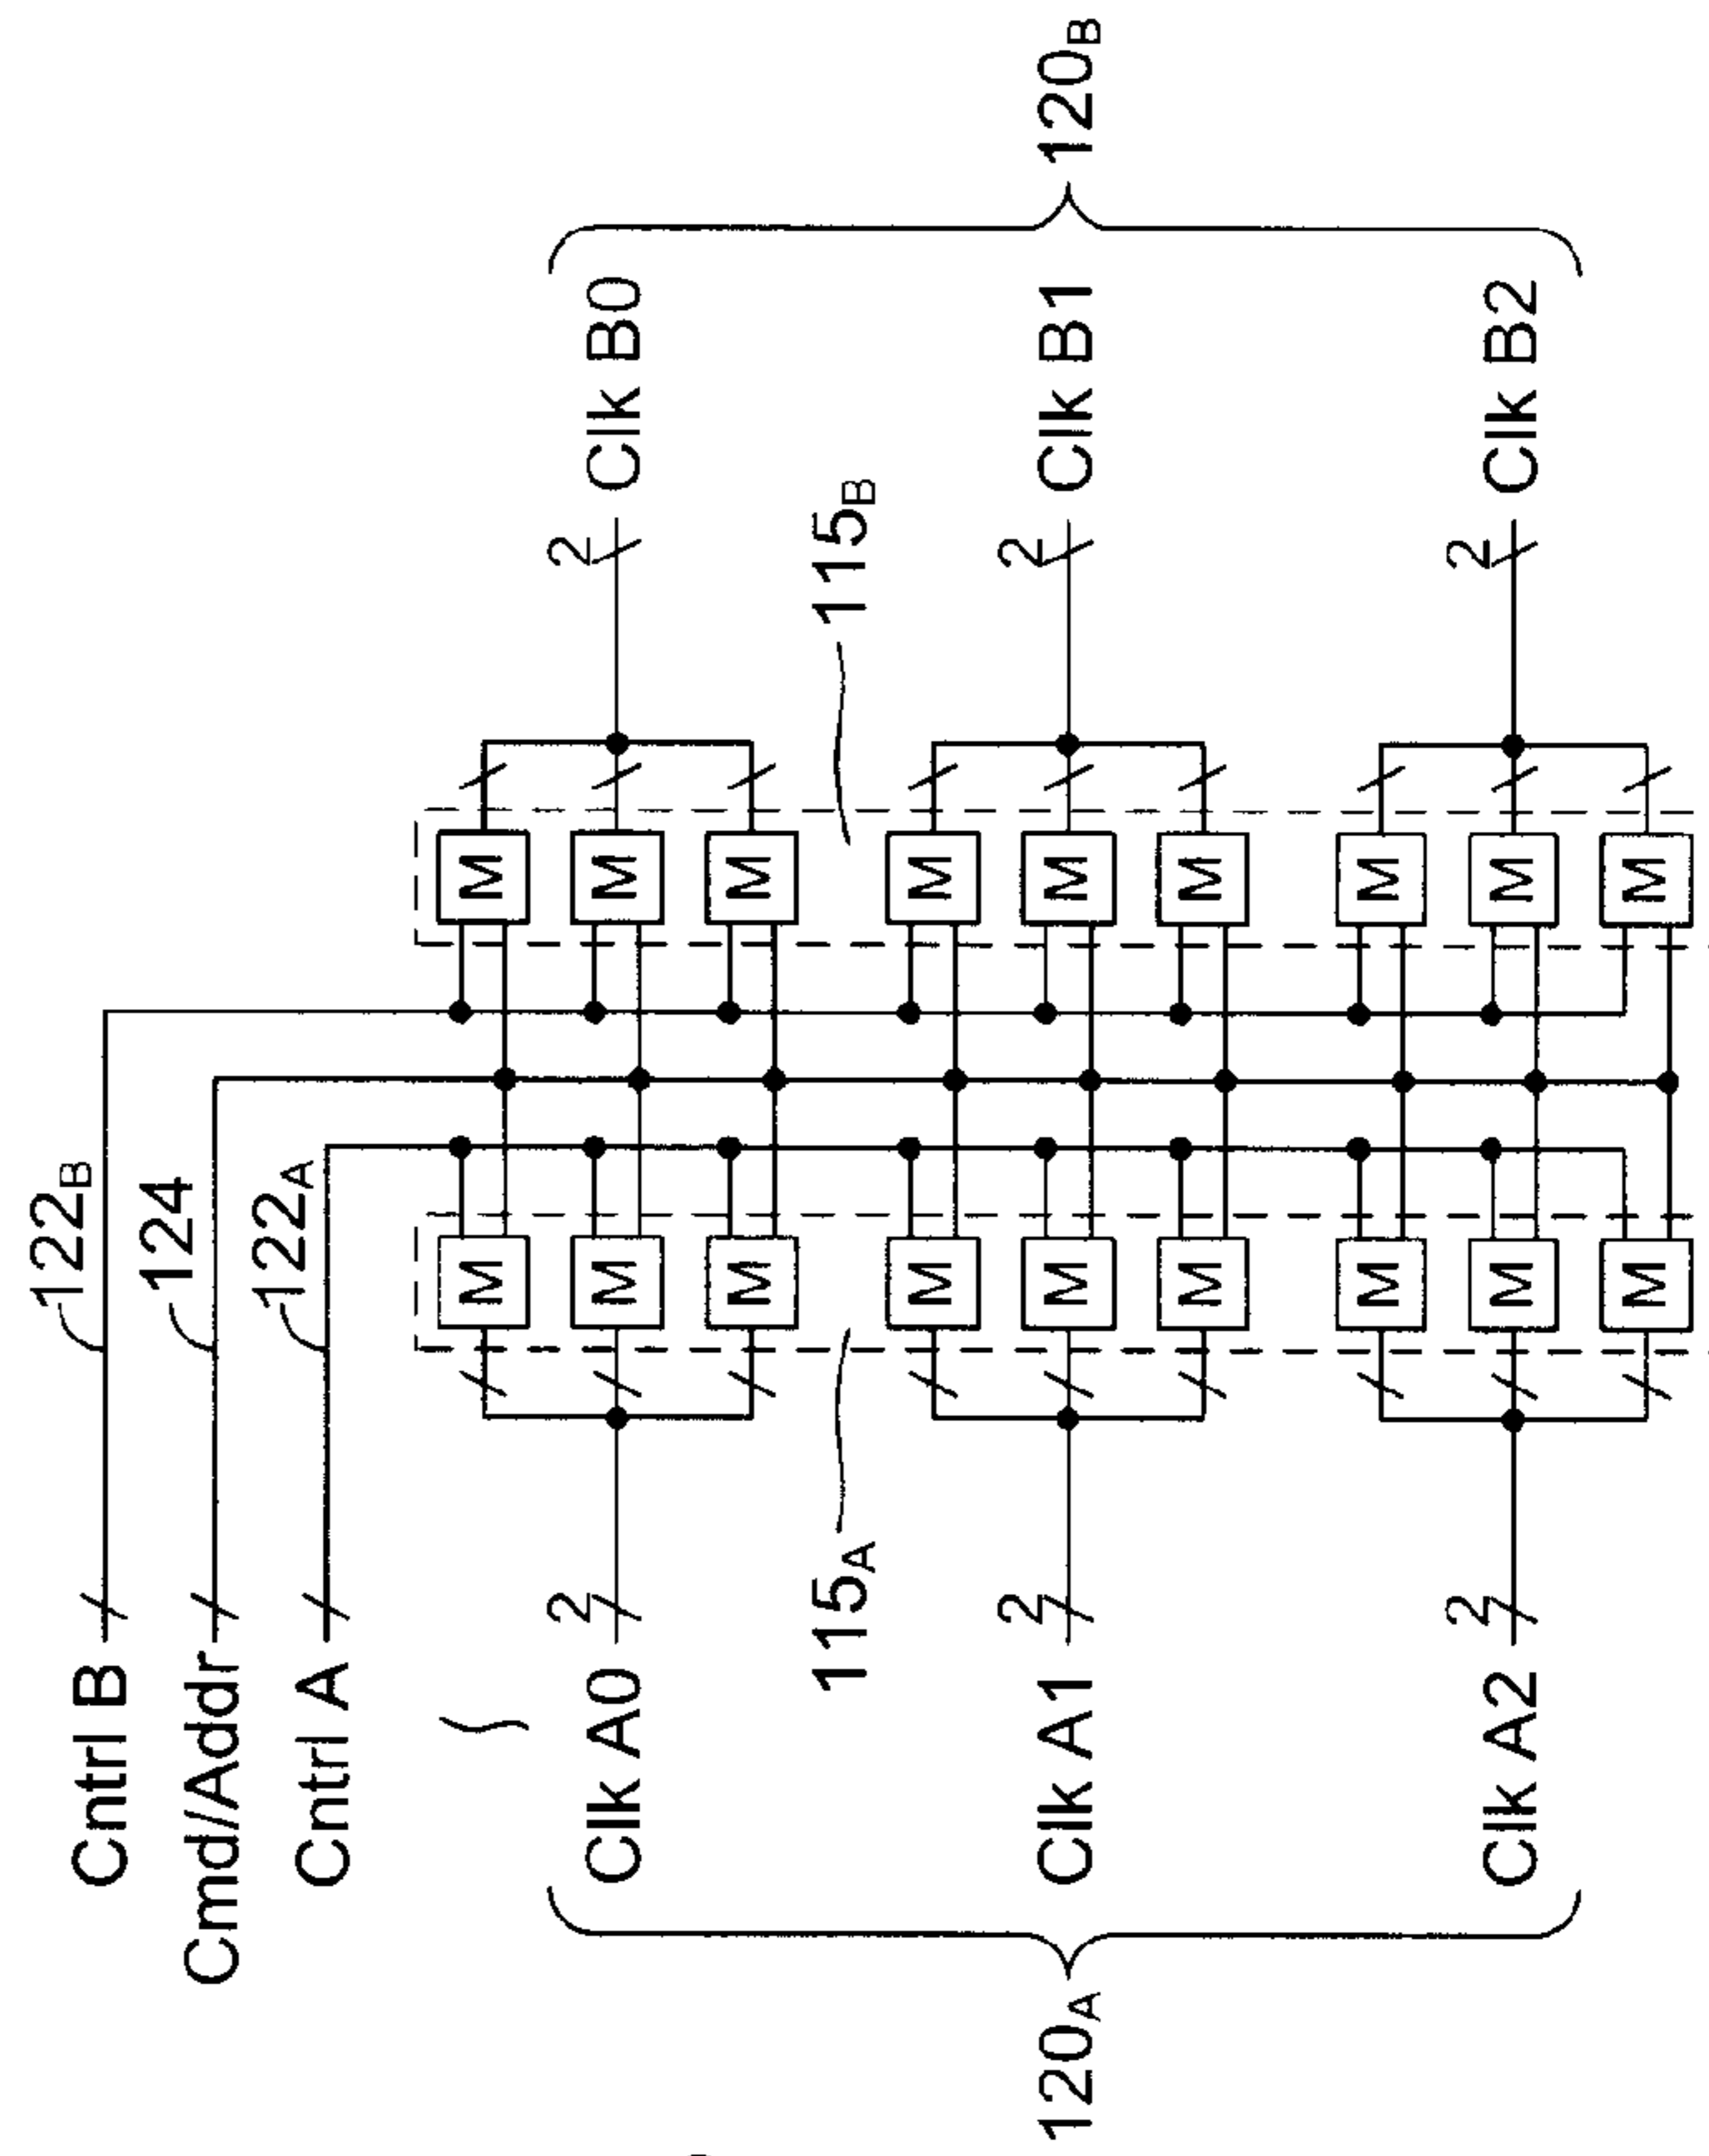 122B
Cntrl B
124
Cmd/Addr
122A
Cntrl A
M M
2 2
Clk A0 M M Clk B0
M M
115A 115B
M M
2 2
120A Clk A1 M M Clk B1 120B
M M
M M
2 2
Clk A2 M M Clk B2
M M